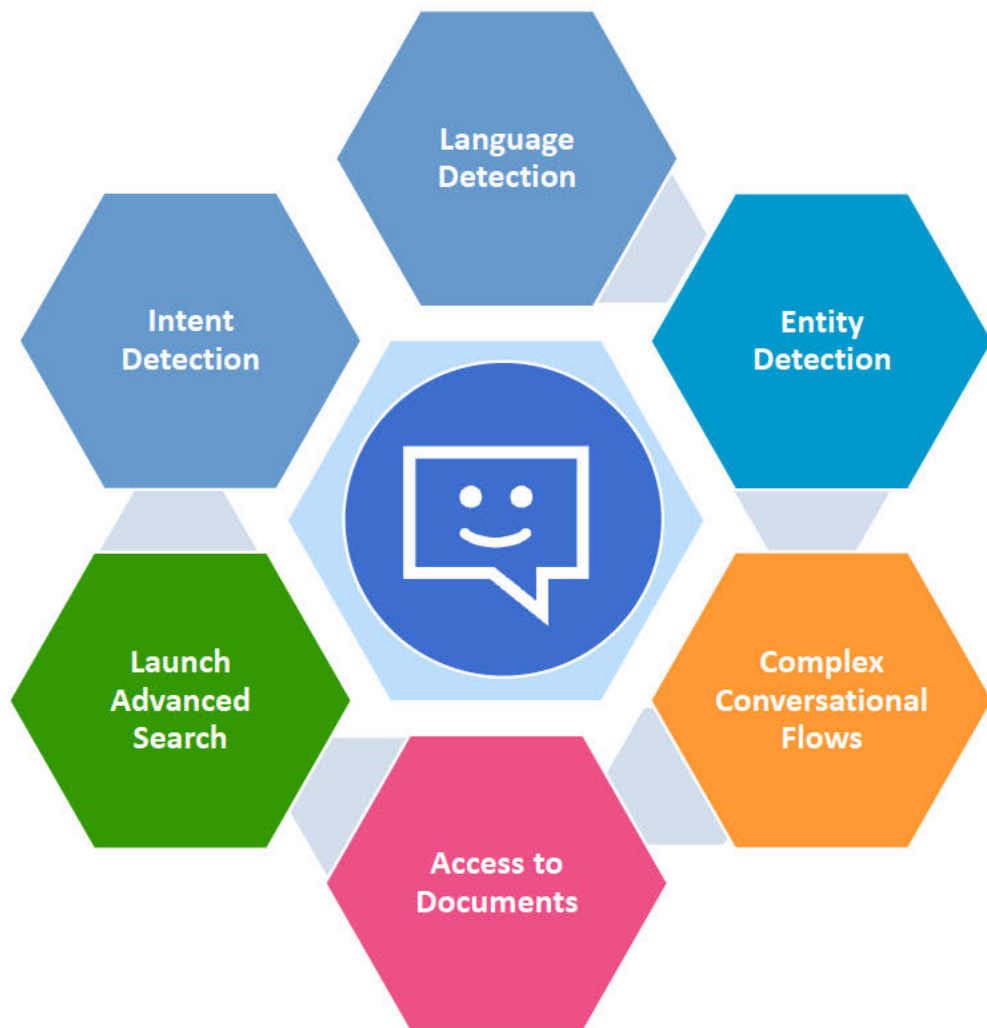 Language
Detection
Intent
Detection
Entity
Detection
Launch
Advanced
Search
Complex
Conversational
Flows
Access to
Documents